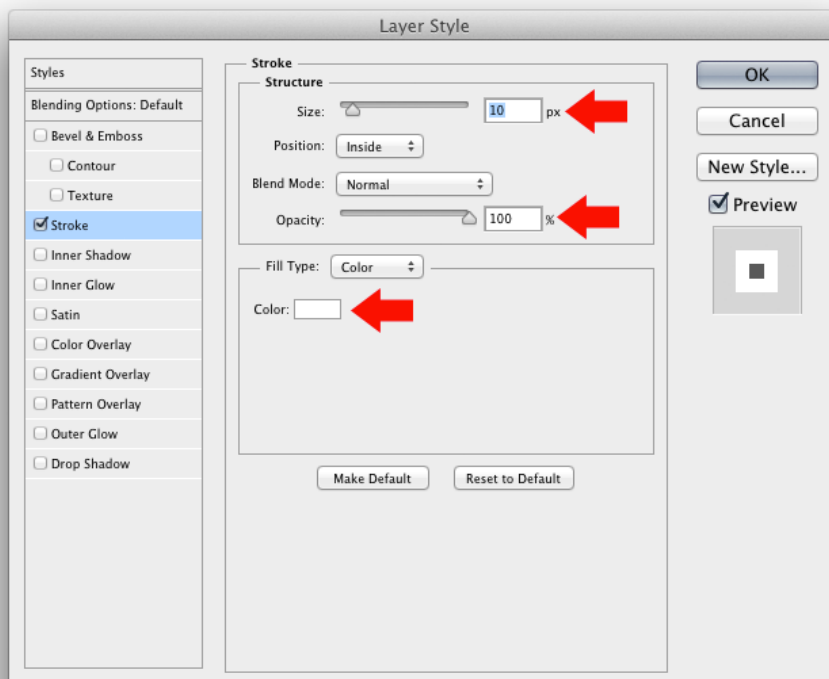 Layer Style
Styles
Blending Options: Default
Bevel & Emboss
Contour
Texture
Stroke
Inner Shadow
Inner Glow
Satin
Color Overlay
Gradient Overlay
Pattern Overlay
Outer Glow
Drop Shadow
Stroke
Structure
Size: 10 px
Position: Inside
Blend Mode: Normal
Opacity: 100 %
Fill Type: Color
Color:
Make Default Reset to Default
OK
Cancel
New Style...
Preview